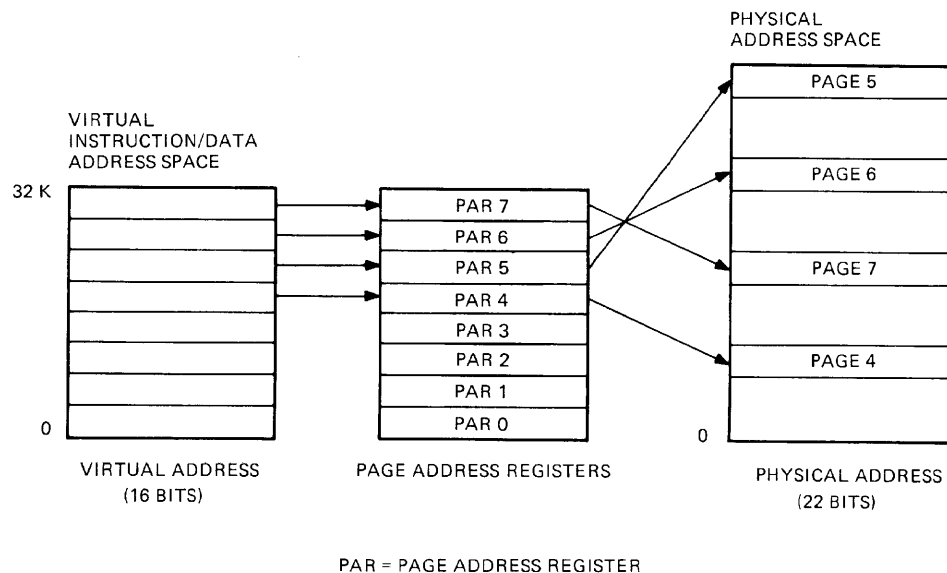 PHYSICAL
ADDRESS SPACE
VIRTUAL
INSTRUCTION/DATA
ADDRESS SPACE
32 K
0
VIRTUAL ADDRESS
(16 BITS)
PAR 7
PAR 6
PAR 5
PAR 4
PAR 3
PAR 2
PAR 1
PAR 0
PAGE ADDRESS REGISTERS
PAGE 5
PAGE 6
PAGE 7
PAGE 4
0
PHYSICAL ADDRESS
(22 BITS)
PAR = PAGE ADDRESS REGISTER